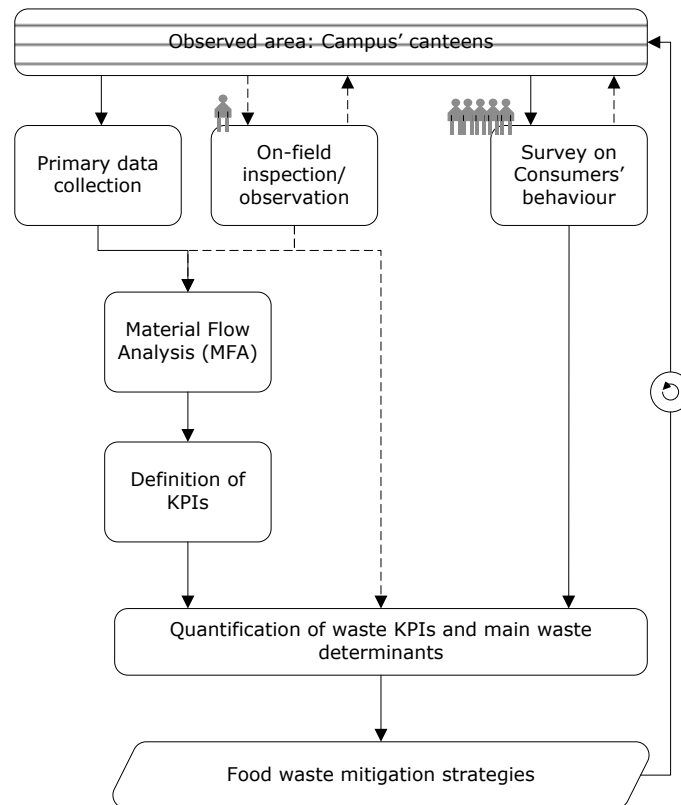 Observed area: Campus’ canteens
Primary data
collection
On-field
inspection/
observation
Survey on
Consumers’
behaviour
Material Flow
Analysis (MFA)
Definition of
KPIs
Quantification of waste KPIs and main waste
determinants
Food waste mitigation strategies